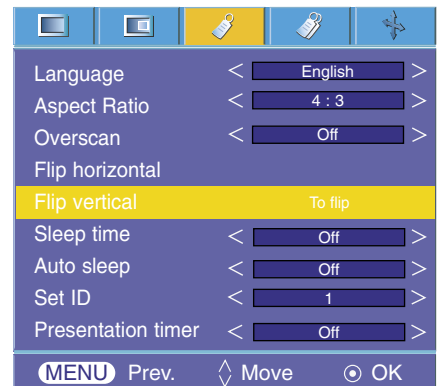 Language < English >
Aspect Ratio < 4 : 3 >
Overscan < Off >
Flip horizontal
Flip vertical To flip
Sleep time < Off >
Auto sleep < Off >
Set ID < 1 >
Presentation timer < Off >
MENU Prev. Move OK